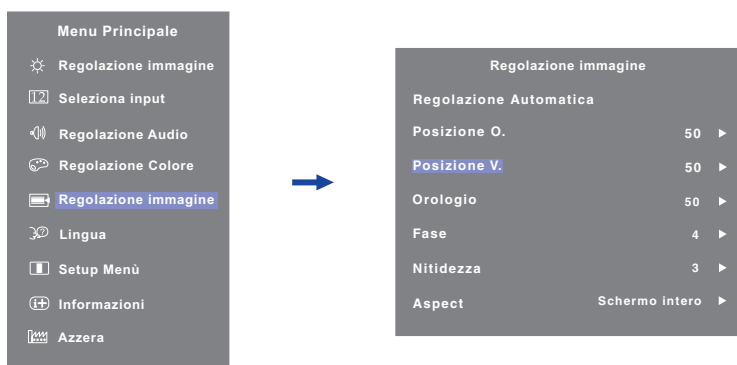 Menu Principale
Regolazione immagine
12 Seleziona input
Regolazione Audio
Regolazione Colore
Regolazione immagine
Lingua
Setup Menù
Informazioni
Azzera
Regolazione immagine
Regolazione Automatica
Posizione O. 50
Posizione V. 50
Orologio 50
Fase 4
Nitidezza 3
Aspect Schermo intero